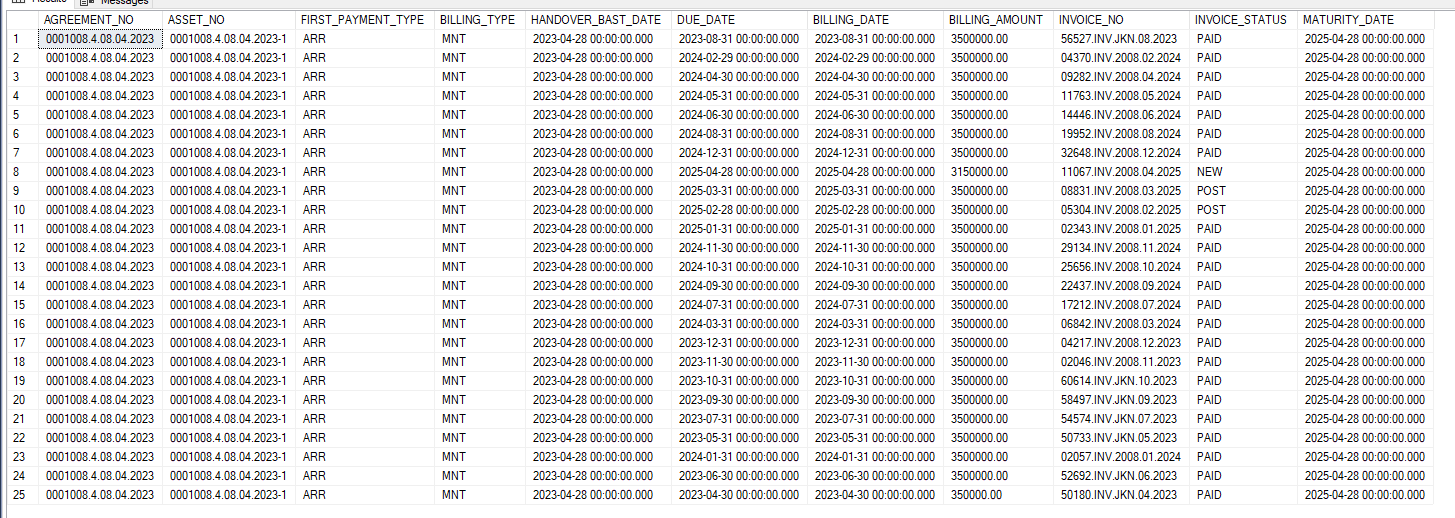 Results Messages
AGREEMENT_NO ASSET_NO FIRST_PAYMENT_TYPE BILLING_TYPE HANDOVER_BAST_DATE DUE_DATE BILLING_DATE BILLING_AMOUNT INVOICE_NO INVOICE_STATUS MATURITY_DATE
1 0001008.4.08.04.2023 0001008.4.08.04.2023-1 ARR MNT 2023-04-28 00:00:00.000 2023-08-31 00:00:00.000 2023-08-31 00:00:00.000 3500000.00 56527.INV.JKN.08.2023 PAID 2025-04-28 00:00:00.000
2 0001008.4.08.04.2023 0001008.4.08.04.2023-1 ARR MNT 2023-04-28 00:00:00.000 2024-02-29 00:00:00.000 2024-02-29 00:00:00.000 3500000.00 04370.INV.2008.02.2024 PAID 2025-04-28 00:00:00.000
3 0001008.4.08.04.2023 0001008.4.08.04.2023-1 ARR MNT 2023-04-28 00:00:00.000 2024-04-30 00:00:00.000 2024-04-30 00:00:00.000 3500000.00 09282.INV.2008.04.2024 PAID 2025-04-28 00:00:00.000
4 0001008.4.08.04.2023 0001008.4.08.04.2023-1 ARR MNT 2023-04-28 00:00:00.000 2024-05-31 00:00:00.000 2024-05-31 00:00:00.000 3500000.00 11763.INV.2008.05.2024 PAID 2025-04-28 00:00:00.000
5 0001008.4.08.04.2023 0001008.4.08.04.2023-1 ARR MNT 2023-04-28 00:00:00.000 2024-06-30 00:00:00.000 2024-06-30 00:00:00.000 3500000.00 14446.INV.2008.06.2024 PAID 2025-04-28 00:00:00.000
6 0001008.4.08.04.2023 0001008.4.08.04.2023-1 ARR MNT 2023-04-28 00:00:00.000 2024-08-31 00:00:00.000 2024-08-31 00:00:00.000 3500000.00 19952.INV.2008.08.2024 PAID 2025-04-28 00:00:00.000
7 0001008.4.08.04.2023 0001008.4.08.04.2023-1 ARR MNT 2023-04-28 00:00:00.000 2024-12-31 00:00:00.000 2024-12-31 00:00:00.000 3500000.00 32648.INV.2008.12.2024 PAID 2025-04-28 00:00:00.000
8 0001008.4.08.04.2023 0001008.4.08.04.2023-1 ARR MNT 2023-04-28 00:00:00.000 2025-04-28 00:00:00.000 2025-04-28 00:00:00.000 3150000.00 11067.INV.2008.04.2025 NEW 2025-04-28 00:00:00.000
9 0001008.4.08.04.2023 0001008.4.08.04.2023-1 ARR MNT 2023-04-28 00:00:00.000 2025-03-31 00:00:00.000 2025-03-31 00:00:00.000 3500000.00 08831.INV.2008.03.2025 POST 2025-04-28 00:00:00.000
10 0001008.4.08.04.2023 0001008.4.08.04.2023-1 ARR MNT 2023-04-28 00:00:00.000 2025-02-28 00:00:00.000 2025-02-28 00:00:00.000 3500000.00 05304.INV.2008.02.2025 POST 2025-04-28 00:00:00.000
11 0001008.4.08.04.2023 0001008.4.08.04.2023-1 ARR MNT 2023-04-28 00:00:00.000 2025-01-31 00:00:00.000 2025-01-31 00:00:00.000 3500000.00 02343.INV.2008.01.2025 PAID 2025-04-28 00:00:00.000
12 0001008.4.08.04.2023 0001008.4.08.04.2023-1 ARR MNT 2023-04-28 00:00:00.000 2024-11-30 00:00:00.000 2024-11-30 00:00:00.000 3500000.00 29134.INV.2008.11.2024 PAID 2025-04-28 00:00:00.000
13 0001008.4.08.04.2023 0001008.4.08.04.2023-1 ARR MNT 2023-04-28 00:00:00.000 2024-10-31 00:00:00.000 2024-10-31 00:00:00.000 3500000.00 25656.INV.2008.10.2024 PAID 2025-04-28 00:00:00.000
14 0001008.4.08.04.2023 0001008.4.08.04.2023-1 ARR MNT 2023-04-28 00:00:00.000 2024-09-30 00:00:00.000 2024-09-30 00:00:00.000 3500000.00 22437.INV.2008.09.2024 PAID 2025-04-28 00:00:00.000
15 0001008.4.08.04.2023 0001008.4.08.04.2023-1 ARR MNT 2023-04-28 00:00:00.000 2024-07-31 00:00:00.000 2024-07-31 00:00:00.000 3500000.00 17212.INV.2008.07.2024 PAID 2025-04-28 00:00:00.000
16 0001008.4.08.04.2023 0001008.4.08.04.2023-1 ARR MNT 2023-04-28 00:00:00.000 2024-03-31 00:00:00.000 2024-03-31 00:00:00.000 3500000.00 06842.INV.2008.03.2024 PAID 2025-04-28 00:00:00.000
17 0001008.4.08.04.2023 0001008.4.08.04.2023-1 ARR MNT 2023-04-28 00:00:00.000 2023-12-31 00:00:00.000 2023-12-31 00:00:00.000 3500000.00 04217.INV.2008.12.2023 PAID 2025-04-28 00:00:00.000
18 0001008.4.08.04.2023 0001008.4.08.04.2023-1 ARR MNT 2023-04-28 00:00:00.000 2023-11-30 00:00:00.000 2023-11-30 00:00:00.000 3500000.00 02046.INV.2008.11.2023 PAID 2025-04-28 00:00:00.000
19 0001008.4.08.04.2023 0001008.4.08.04.2023-1 ARR MNT 2023-04-28 00:00:00.000 2023-10-31 00:00:00.000 2023-10-31 00:00:00.000 3500000.00 60614.INV.JKN.10.2023 PAID 2025-04-28 00:00:00.000
20 0001008.4.08.04.2023 0001008.4.08.04.2023-1 ARR MNT 2023-04-28 00:00:00.000 2023-09-30 00:00:00.000 2023-09-30 00:00:00.000 3500000.00 58497.INV.JKN.09.2023 PAID 2025-04-28 00:00:00.000
21 0001008.4.08.04.2023 0001008.4.08.04.2023-1 ARR MNT 2023-04-28 00:00:00.000 2023-07-31 00:00:00.000 2023-07-31 00:00:00.000 3500000.00 54574.INV.JKN.07.2023 PAID 2025-04-28 00:00:00.000
22 0001008.4.08.04.2023 0001008.4.08.04.2023-1 ARR MNT 2023-04-28 00:00:00.000 2023-05-31 00:00:00.000 2023-05-31 00:00:00.000 3500000.00 50733.INV.JKN.05.2023 PAID 2025-04-28 00:00:00.000
23 0001008.4.08.04.2023 0001008.4.08.04.2023-1 ARR MNT 2023-04-28 00:00:00.000 2024-01-31 00:00:00.000 2024-01-31 00:00:00.000 3500000.00 02057.INV.2008.01.2024 PAID 2025-04-28 00:00:00.000
24 0001008.4.08.04.2023 0001008.4.08.04.2023-1 ARR MNT 2023-04-28 00:00:00.000 2023-06-30 00:00:00.000 2023-06-30 00:00:00.000 3500000.00 52692.INV.JKN.06.2023 PAID 2025-04-28 00:00:00.000
25 0001008.4.08.04.2023 0001008.4.08.04.2023-1 ARR MNT 2023-04-28 00:00:00.000 2023-04-30 00:00:00.000 2023-04-30 00:00:00.000 350000.00 50180.INV.JKN.04.2023 PAID 2025-04-28 00:00:00.000